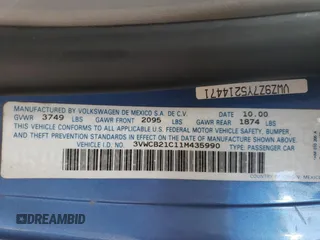 VWZ9Z7Y5214471
MANUFACTURED BY VOLKSWAGEN DE MEXICO S.A. DE C.V. DATE 10.00
GVWR 3749 LBS GAWR FRONT 2095 LBS GAWR REAR 1874 LBS
THIS VEHICLE CONFORMS TO ALL APPLICABLE U.S. FEDERAL MOTOR VEHICLE SAFETY, BUMPER,
AND THEFT PREVENTION STANDARDS IN EFFECT ON THE DATE OF MANUFACTURE SHOWN ABOVE.
VEHICLE I.D. NO.: 3VWCB21C11M435990 TYPE: PASSENGER CAR
DREAMBID